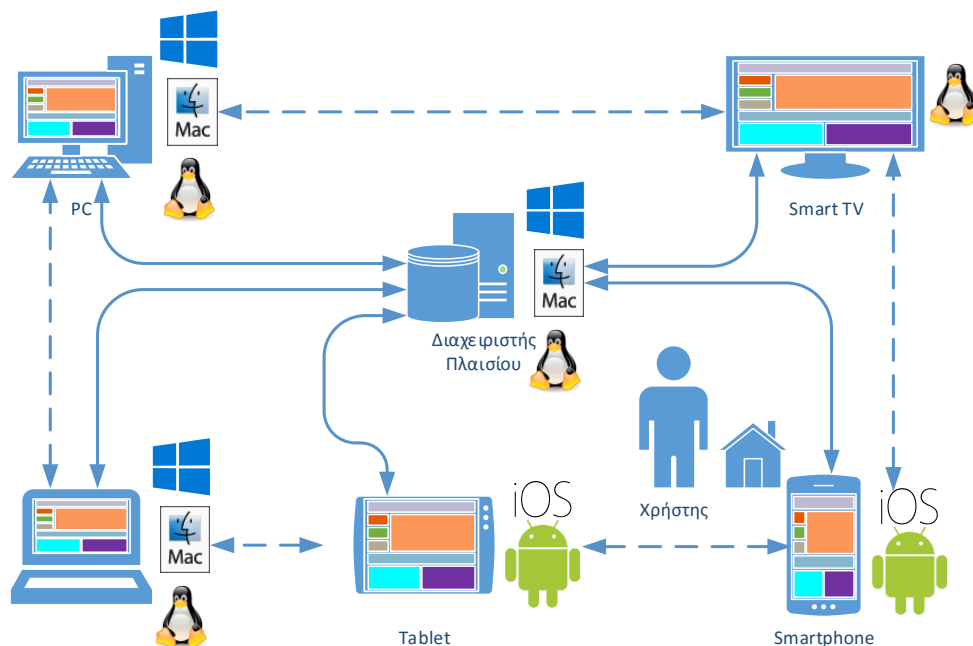 Mac
PC
Smart TV
Mac
Διαχειριστής
Πλαισίου
iOS
iOS
Χρήστης
Mac
Tablet
Smartphone